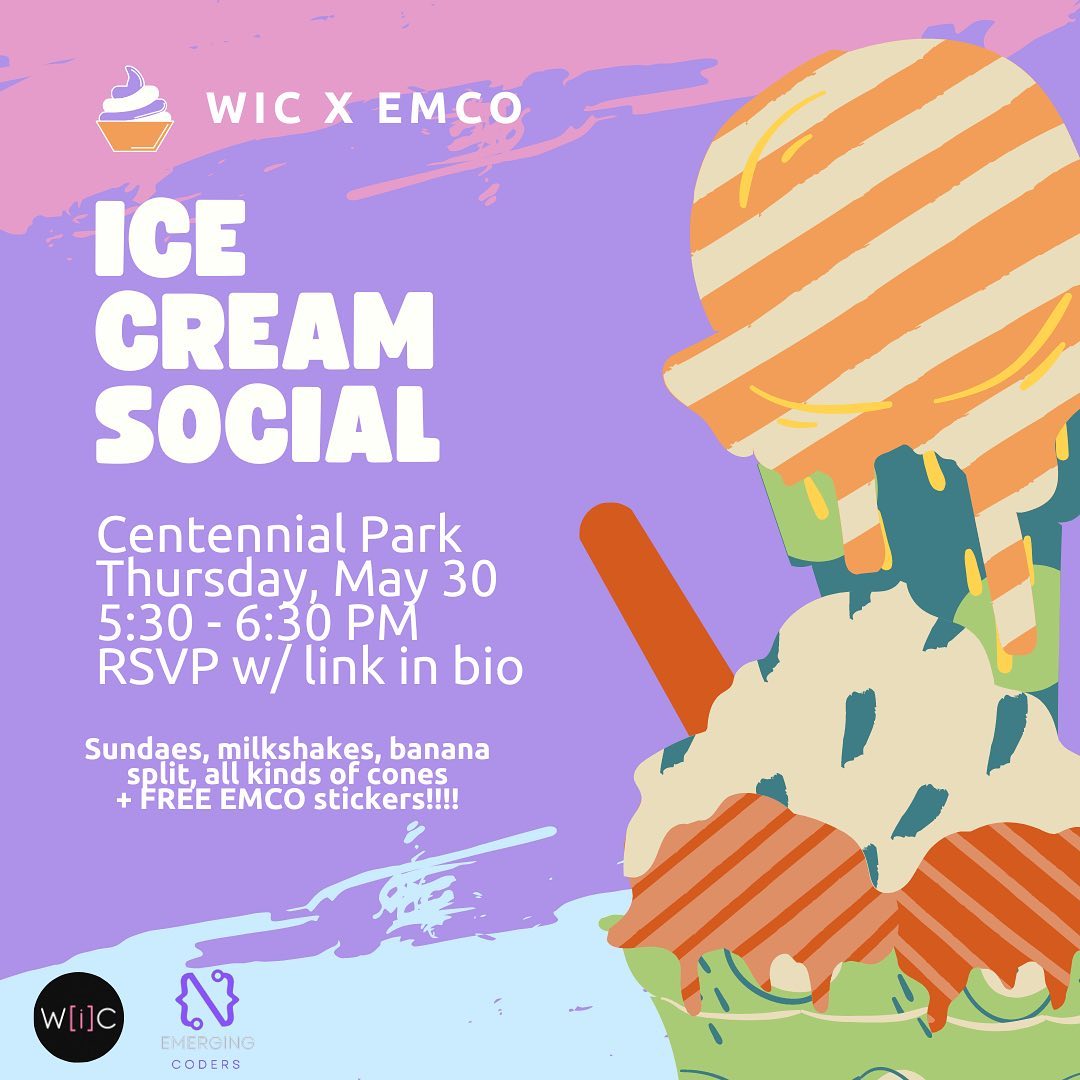 WIC X EMCO
ICE
CREAM
SOCIAL
Centennial Park
Thursday, May 30
5:30 - 6:30 PM
RSVP w/ link in bio
Sundaes, milkshakes, banana
split, all kinds of cones
+ FREE EMCO stickers!!!!
W[i]C
EMERGING
CODERS